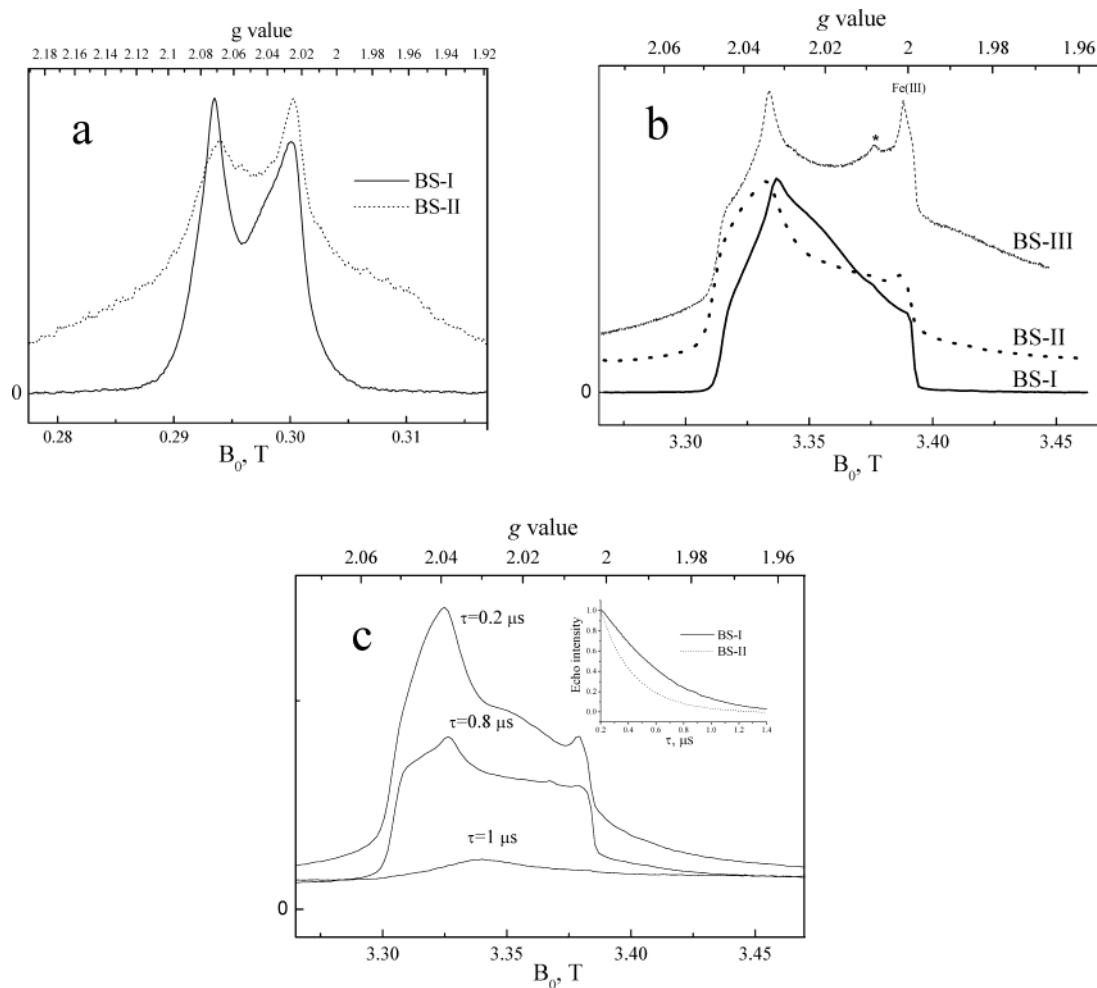 g value
2.18 2.16 2.14 2.12 2.1 2.08 2.06 2.04 2.02 2 1.98 1.96 1.94 1.92
a
BS-I
BS-II
0
0.28 0.29 0.30 0.31
B0, T
g value
2.06 2.04 2.02 2 1.98 1.96
b
Fe(III)
*
BS-III
BS-II
BS-I
0
3.30 3.35 3.40 3.45
B0, T
g value
2.06 2.04 2.02 2 1.98 1.96
c
τ=0.2 μs
τ=0.8 μs
τ=1 μs
Echo intensity
1.0
0.8
0.6
0.4
0.2
0.0
BS-I
BS-II
0.2 0.4 0.6 0.8 1.0 1.2 1.4
τ, μs
0
3.30 3.35 3.40 3.45
B0, T